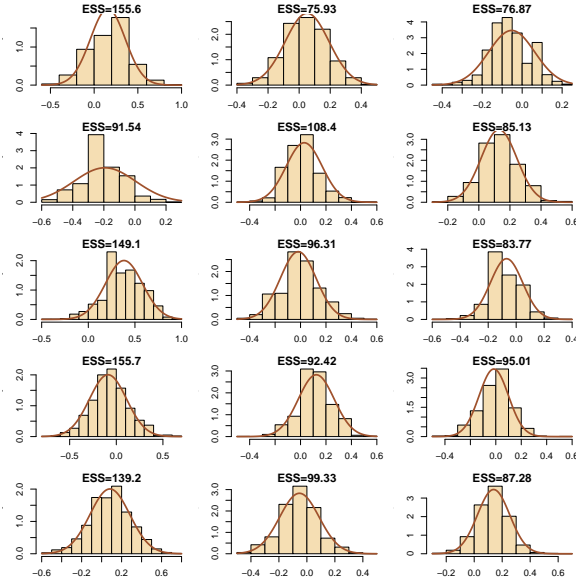 ESS=155.6 ESS=75.93 ESS=76.87
0.0 1.0
−0.5 0.0 0.5 1.0
0.0 1.0 2.0
−0.4 −0.2 0.0 0.2 0.4
0 1 2 3 4
−0.4 −0.2 0.0 0.2
ESS=91.54 ESS=108.4 ESS=85.13
0 1 2 3 4
−0.6 −0.4 −0.2 0.0 0.2
0.0 1.0 2.0 3.0
−0.4 0.0 0.2 0.4 0.6
0.0 1.0 2.0 3.0
−0.2 0.0 0.2 0.4 0.6
ESS=149.1 ESS=96.31 ESS=83.77
0.0 1.0 2.0
−0.5 0.0 0.5 1.0
0.0 1.0 2.0
−0.4 −0.2 0.0 0.2 0.4 0.6
0 1 2 3 4
−0.6 −0.4 −0.2 0.0 0.2 0.4
ESS=155.7 ESS=92.42 ESS=95.01
0.0 1.0 2.0
−0.5 0.0 0.5
0.0 1.0 2.0 3.0
−0.4 0.0 0.2 0.4 0.6
0.0 1.5 3.0
−0.4 −0.2 0.0 0.2 0.4 0.6
ESS=139.2 ESS=99.33 ESS=87.28
0.0 1.0 2.0
−0.6 −0.2 0.2 0.6
0.0 1.0 2.0 3.0
−0.4 −0.2 0.0 0.2 0.4 0.6
0 1 2 3
−0.2 0.0 0.2 0.4 0.6